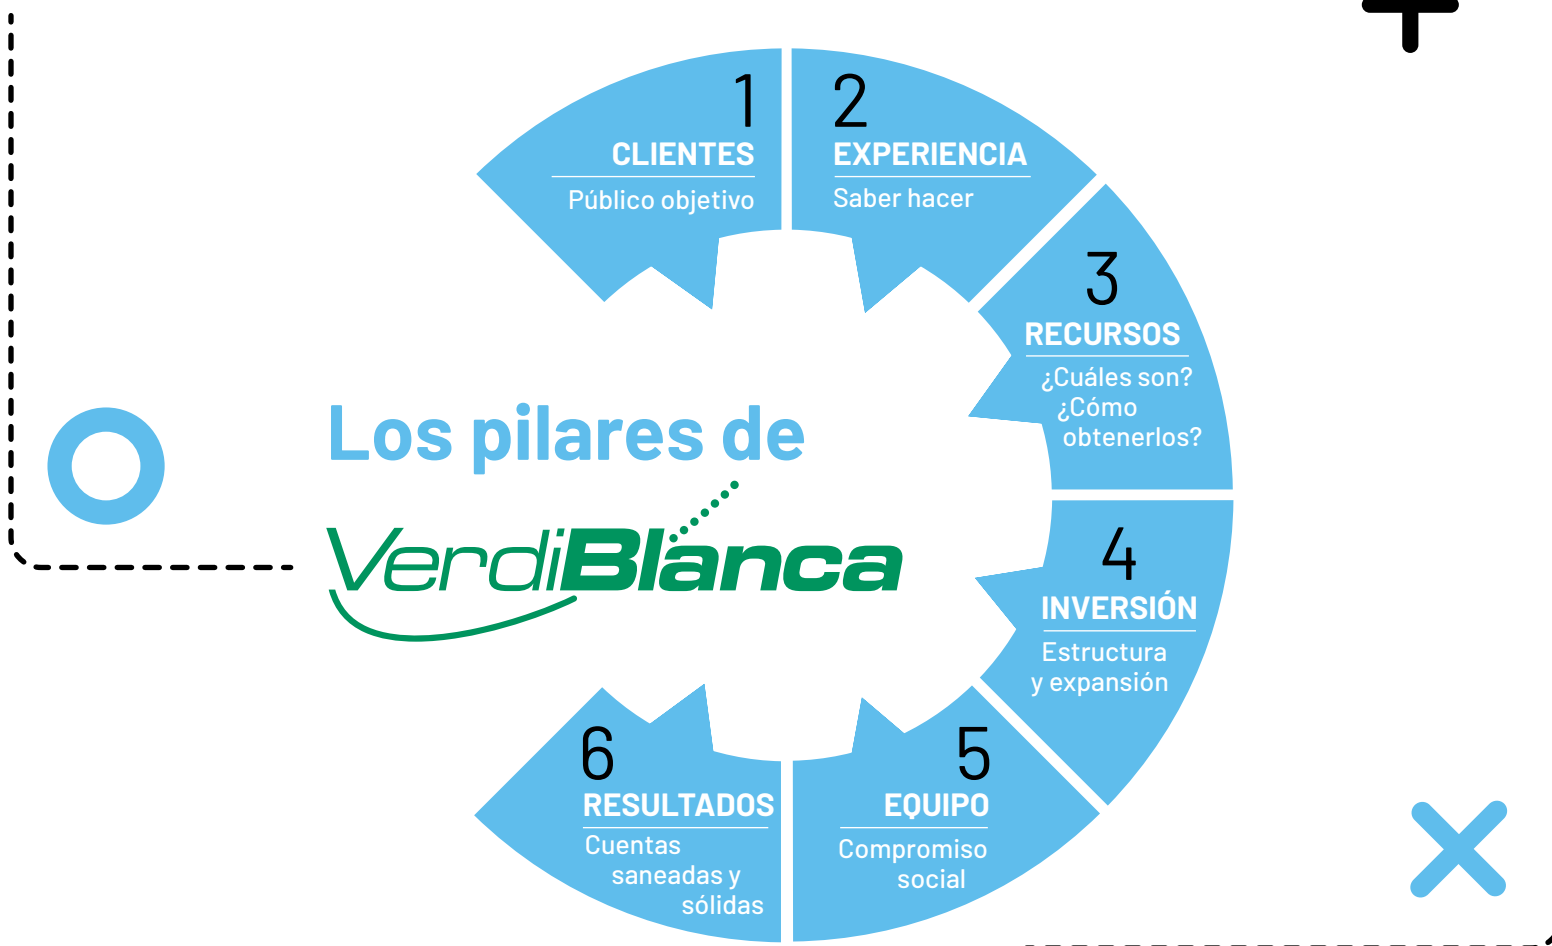 1
CLIENTES
Público objetivo
2
EXPERIENCIA
Saber hacer
3
RECURSOS
¿Cuáles son?
¿Cómo
obtenerlos?
Los pilares de
VerdiBlanca
4
INVERSIÓN
Estructura
y expansión
5
EQUIPO
Compromiso
social
6
RESULTADOS
Cuentas
saneadas y
sólidas